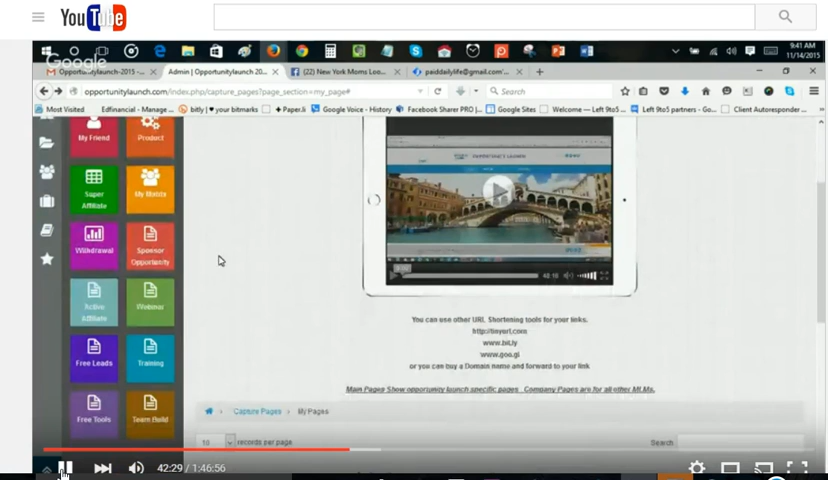 YouTube
Google
9:41 AM
11/14/2015
Opportunitylaunch-2015 -
Admin | Opportunitylaunch 20...
(42) New York Moms Loo...
paiddailylife@gmail.com'
opportunitylaunch.com/index.php/capture_pages?page_section=my_page#
Search
Most Visited
Edfinancial - Manage ...
bitly | ♥ your bitmarks
+ Paper.li
Google Voice - History
Facebook Sharer PRO |...
Google Sites
Welcome — Left 9to5
Left 9to5 partners - Go...
Client Autoresponder
My Friend
Product
Super Affiliate
Withdrawal
Sponsor Opportunity
Active Affiliate
Webinar
Free Leads
Training
Free Tools
Team Build
You can use other URL Shortening tools for your links.
http://tinyurl.com
www.bit.ly
www.goo.gl
or you can buy a Domain name and forward to your link
Main Pages Show opportunity launch specific pages Company Pages are for all other MLMs.
Capture Pages > My Pages
10 records per page
Search
42:29 / 1:46:56